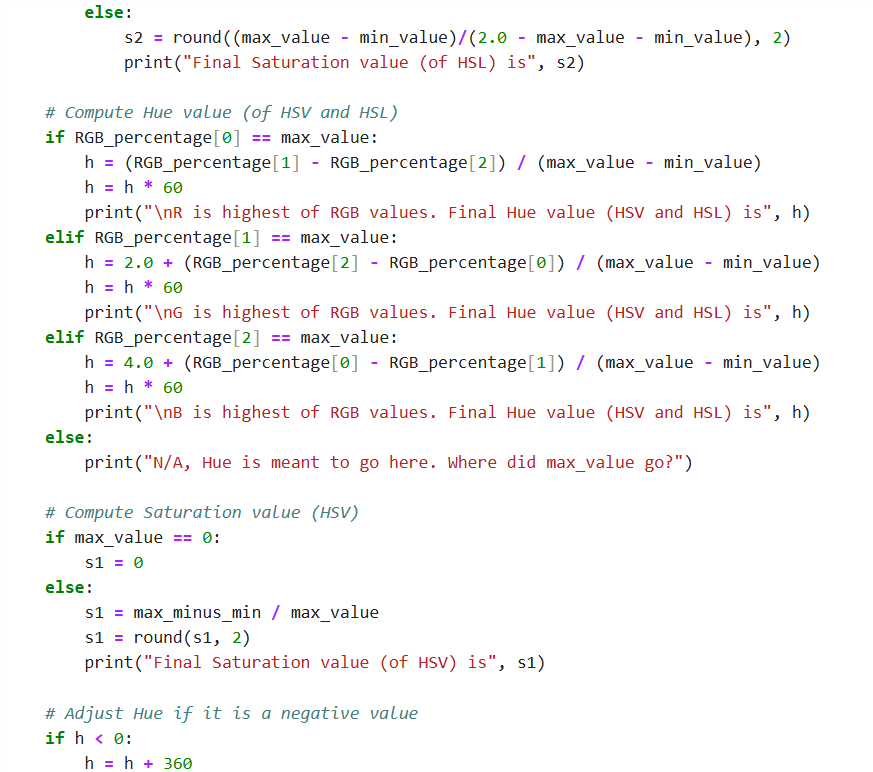 else:
            s2 = round((max_value - min_value)/(2.0 - max_value - min_value), 2)
            print("Final Saturation value (of HSL) is", s2)

    # Compute Hue value (of HSV and HSL)
    if RGB_percentage[0] == max_value:
        h = (RGB_percentage[1] - RGB_percentage[2]) / (max_value - min_value)
        h = h * 60
        print("\nR is highest of RGB values. Final Hue value (HSV and HSL) is", h)
    elif RGB_percentage[1] == max_value:
        h = 2.0 + (RGB_percentage[2] - RGB_percentage[0]) / (max_value - min_value)
        h = h * 60
        print("\nG is highest of RGB values. Final Hue value (HSV and HSL) is", h)
    elif RGB_percentage[2] == max_value:
        h = 4.0 + (RGB_percentage[0] - RGB_percentage[1]) / (max_value - min_value)
        h = h * 60
        print("\nB is highest of RGB values. Final Hue value (HSV and HSL) is", h)
    else:
        print("N/A, Hue is meant to go here. Where did max_value go?")

    # Compute Saturation value (HSV)
    if max_value == 0:
        s1 = 0
    else:
        s1 = max_minus_min / max_value
        s1 = round(s1, 2)
        print("Final Saturation value (of HSV) is", s1)

    # Adjust Hue if it is a negative value
    if h < 0:
        h = h + 360